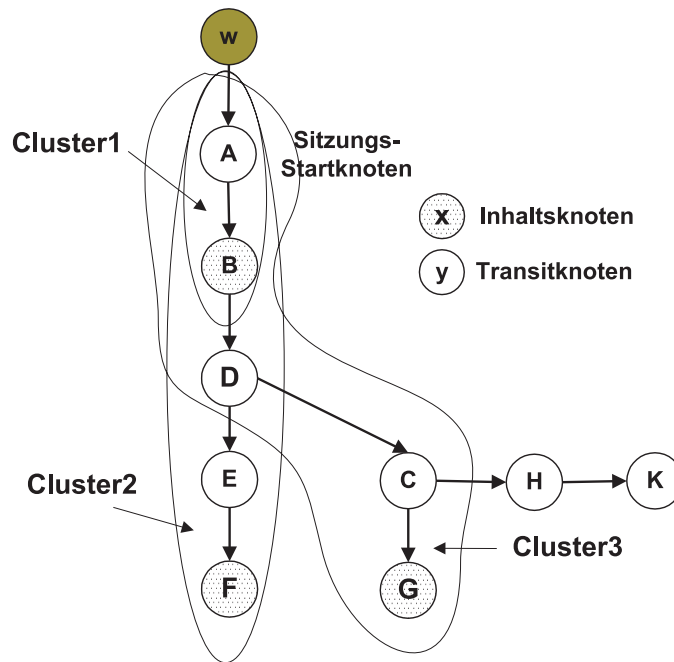 w
Cluster1
A
Sitzungs-
Startknoten
x Inhaltsknoten
B
y Transitknoten
D
Cluster2
E
C
H
K
Cluster3
F
G